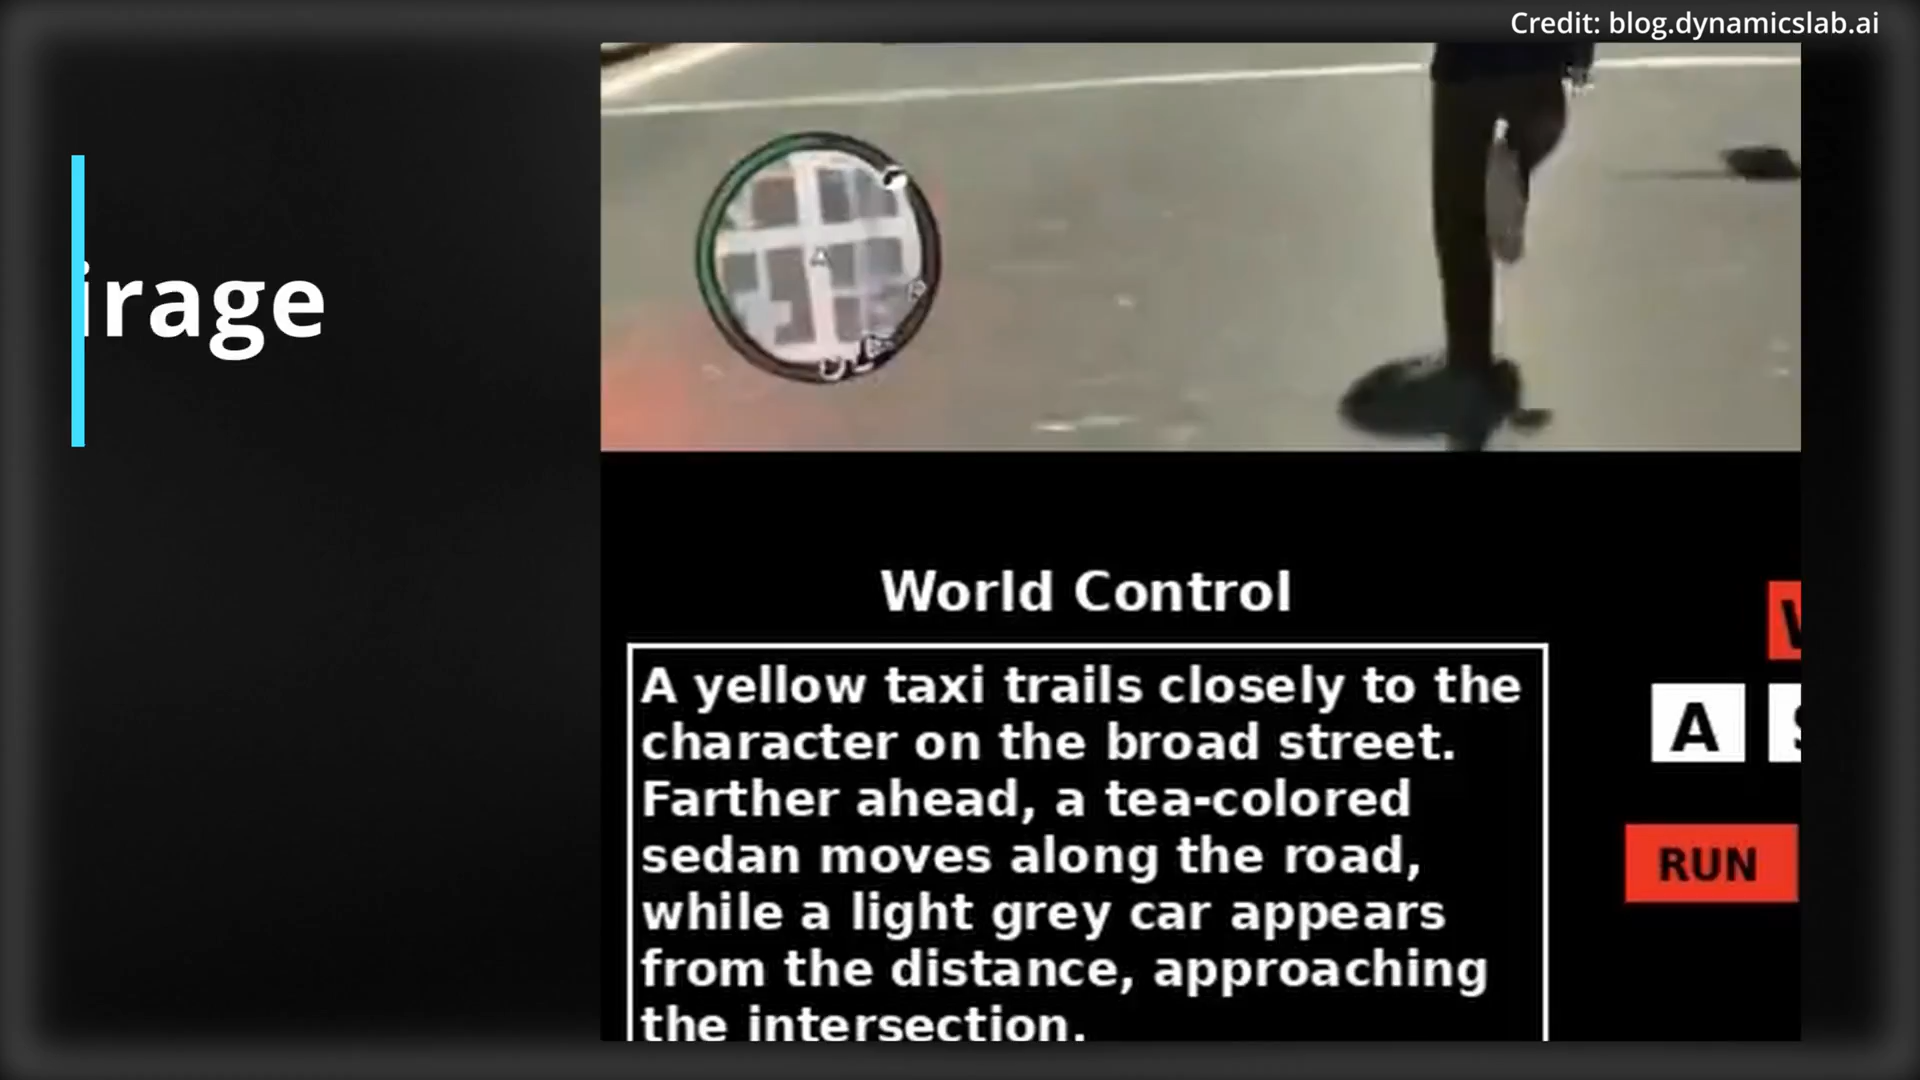 Credit: blog.dynamicslab.ai
irage
World Control
A yellow taxi trails closely to the
character on the broad street.
Farther ahead, a tea-colored
sedan moves along the road,
while a light grey car appears
from the distance, approaching
the intersection.
A
RUN